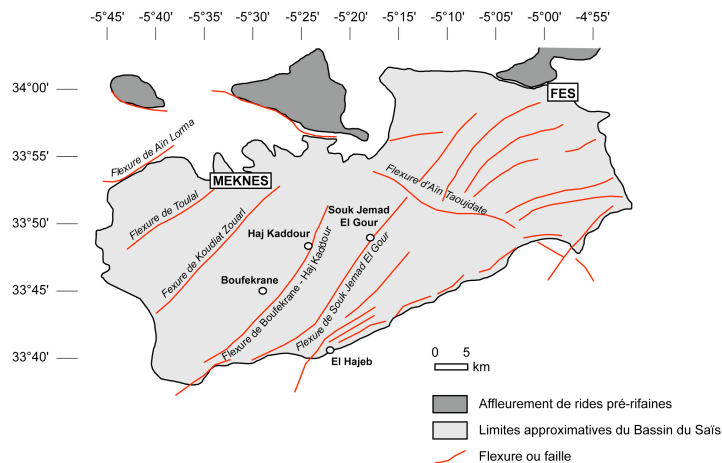 -5°45' -5°40' -5°35' -5°30' -5°22' -5°20' -5°15' -5°10' -5°05' -5°00' -4°55'
34°00'
33°55'
33°50'
33°45'
33°40'
FES
MEKNES
Flexure de Aïn Lorma
Flexure de Toulal
Fexure de Koudiat Zouarl
Flexure d'Aïn Taoujdate
Souk Jemad
El Gour
Haj Kaddour
Boufekrane
Flexure de Boufekrane - Haj Kaddour
Flexure de Souk Jemad El Gour
El Hajeb
0 5
km
Affleurement de rides pré-rifaines
Limites approximatives du Bassin du Saïs
Flexure ou faille